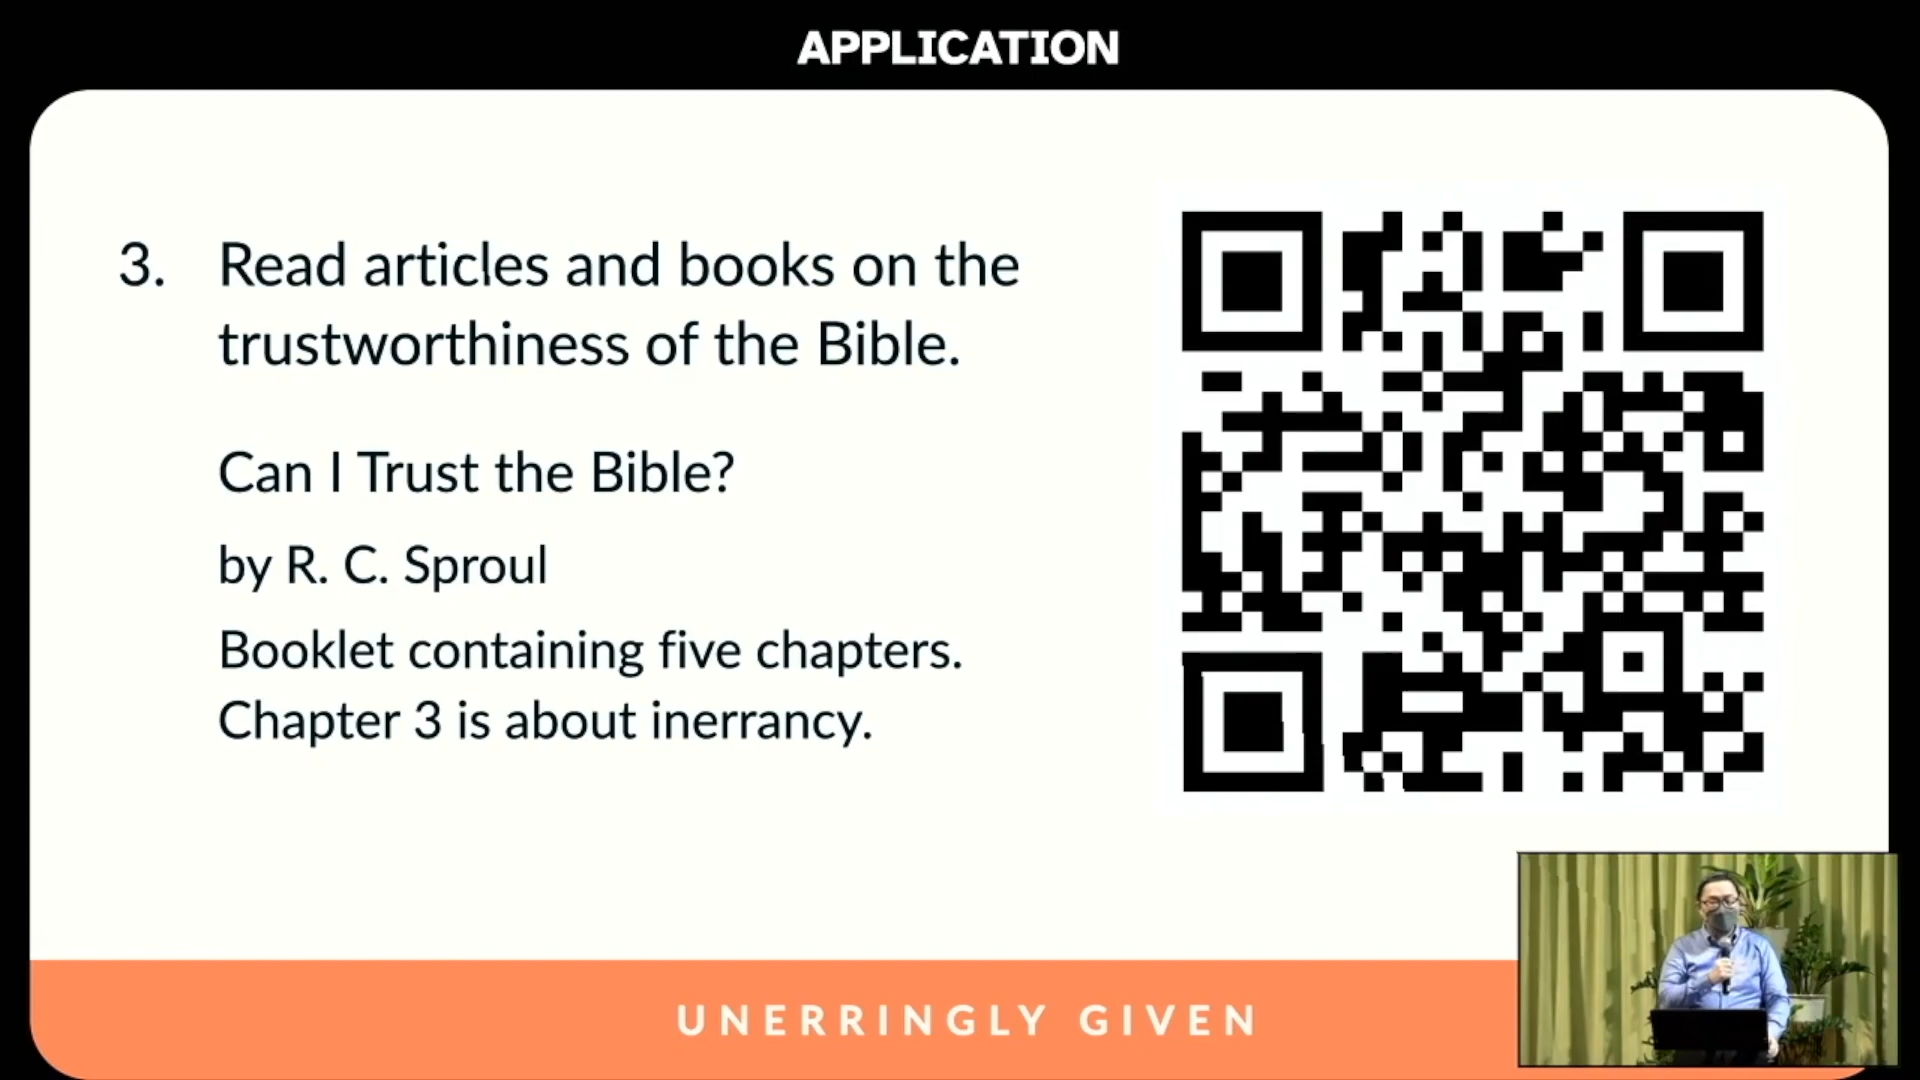 APPLICATION
3. Read articles and books on the
trustworthiness of the Bible.
Can I Trust the Bible?
by R. C. Sproul
Booklet containing five chapters.
Chapter 3 is about inerrancy.
UNERRINGLY GIVEN